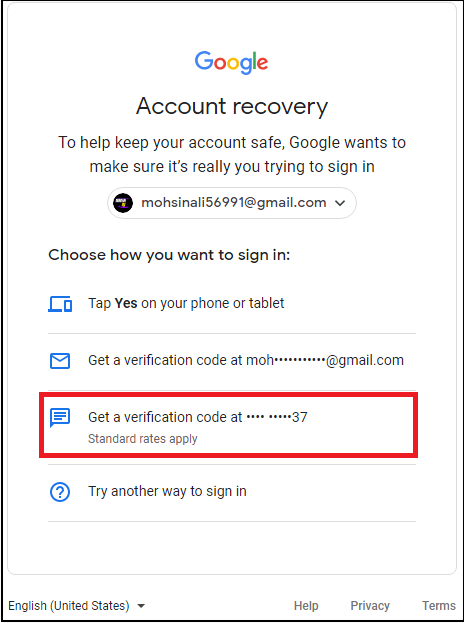 Google
Account recovery
To help keep your account safe, Google wants to
make sure it's really you trying to sign in
mohsinali56991@gmail.com
Choose how you want to sign in:
Tap Yes on your phone or tablet
Get a verification code at moh•••••••••••@gmail.com
Get a verification code at •••• •••••37
Standard rates apply
Try another way to sign in
English (United States) Help Privacy Terms